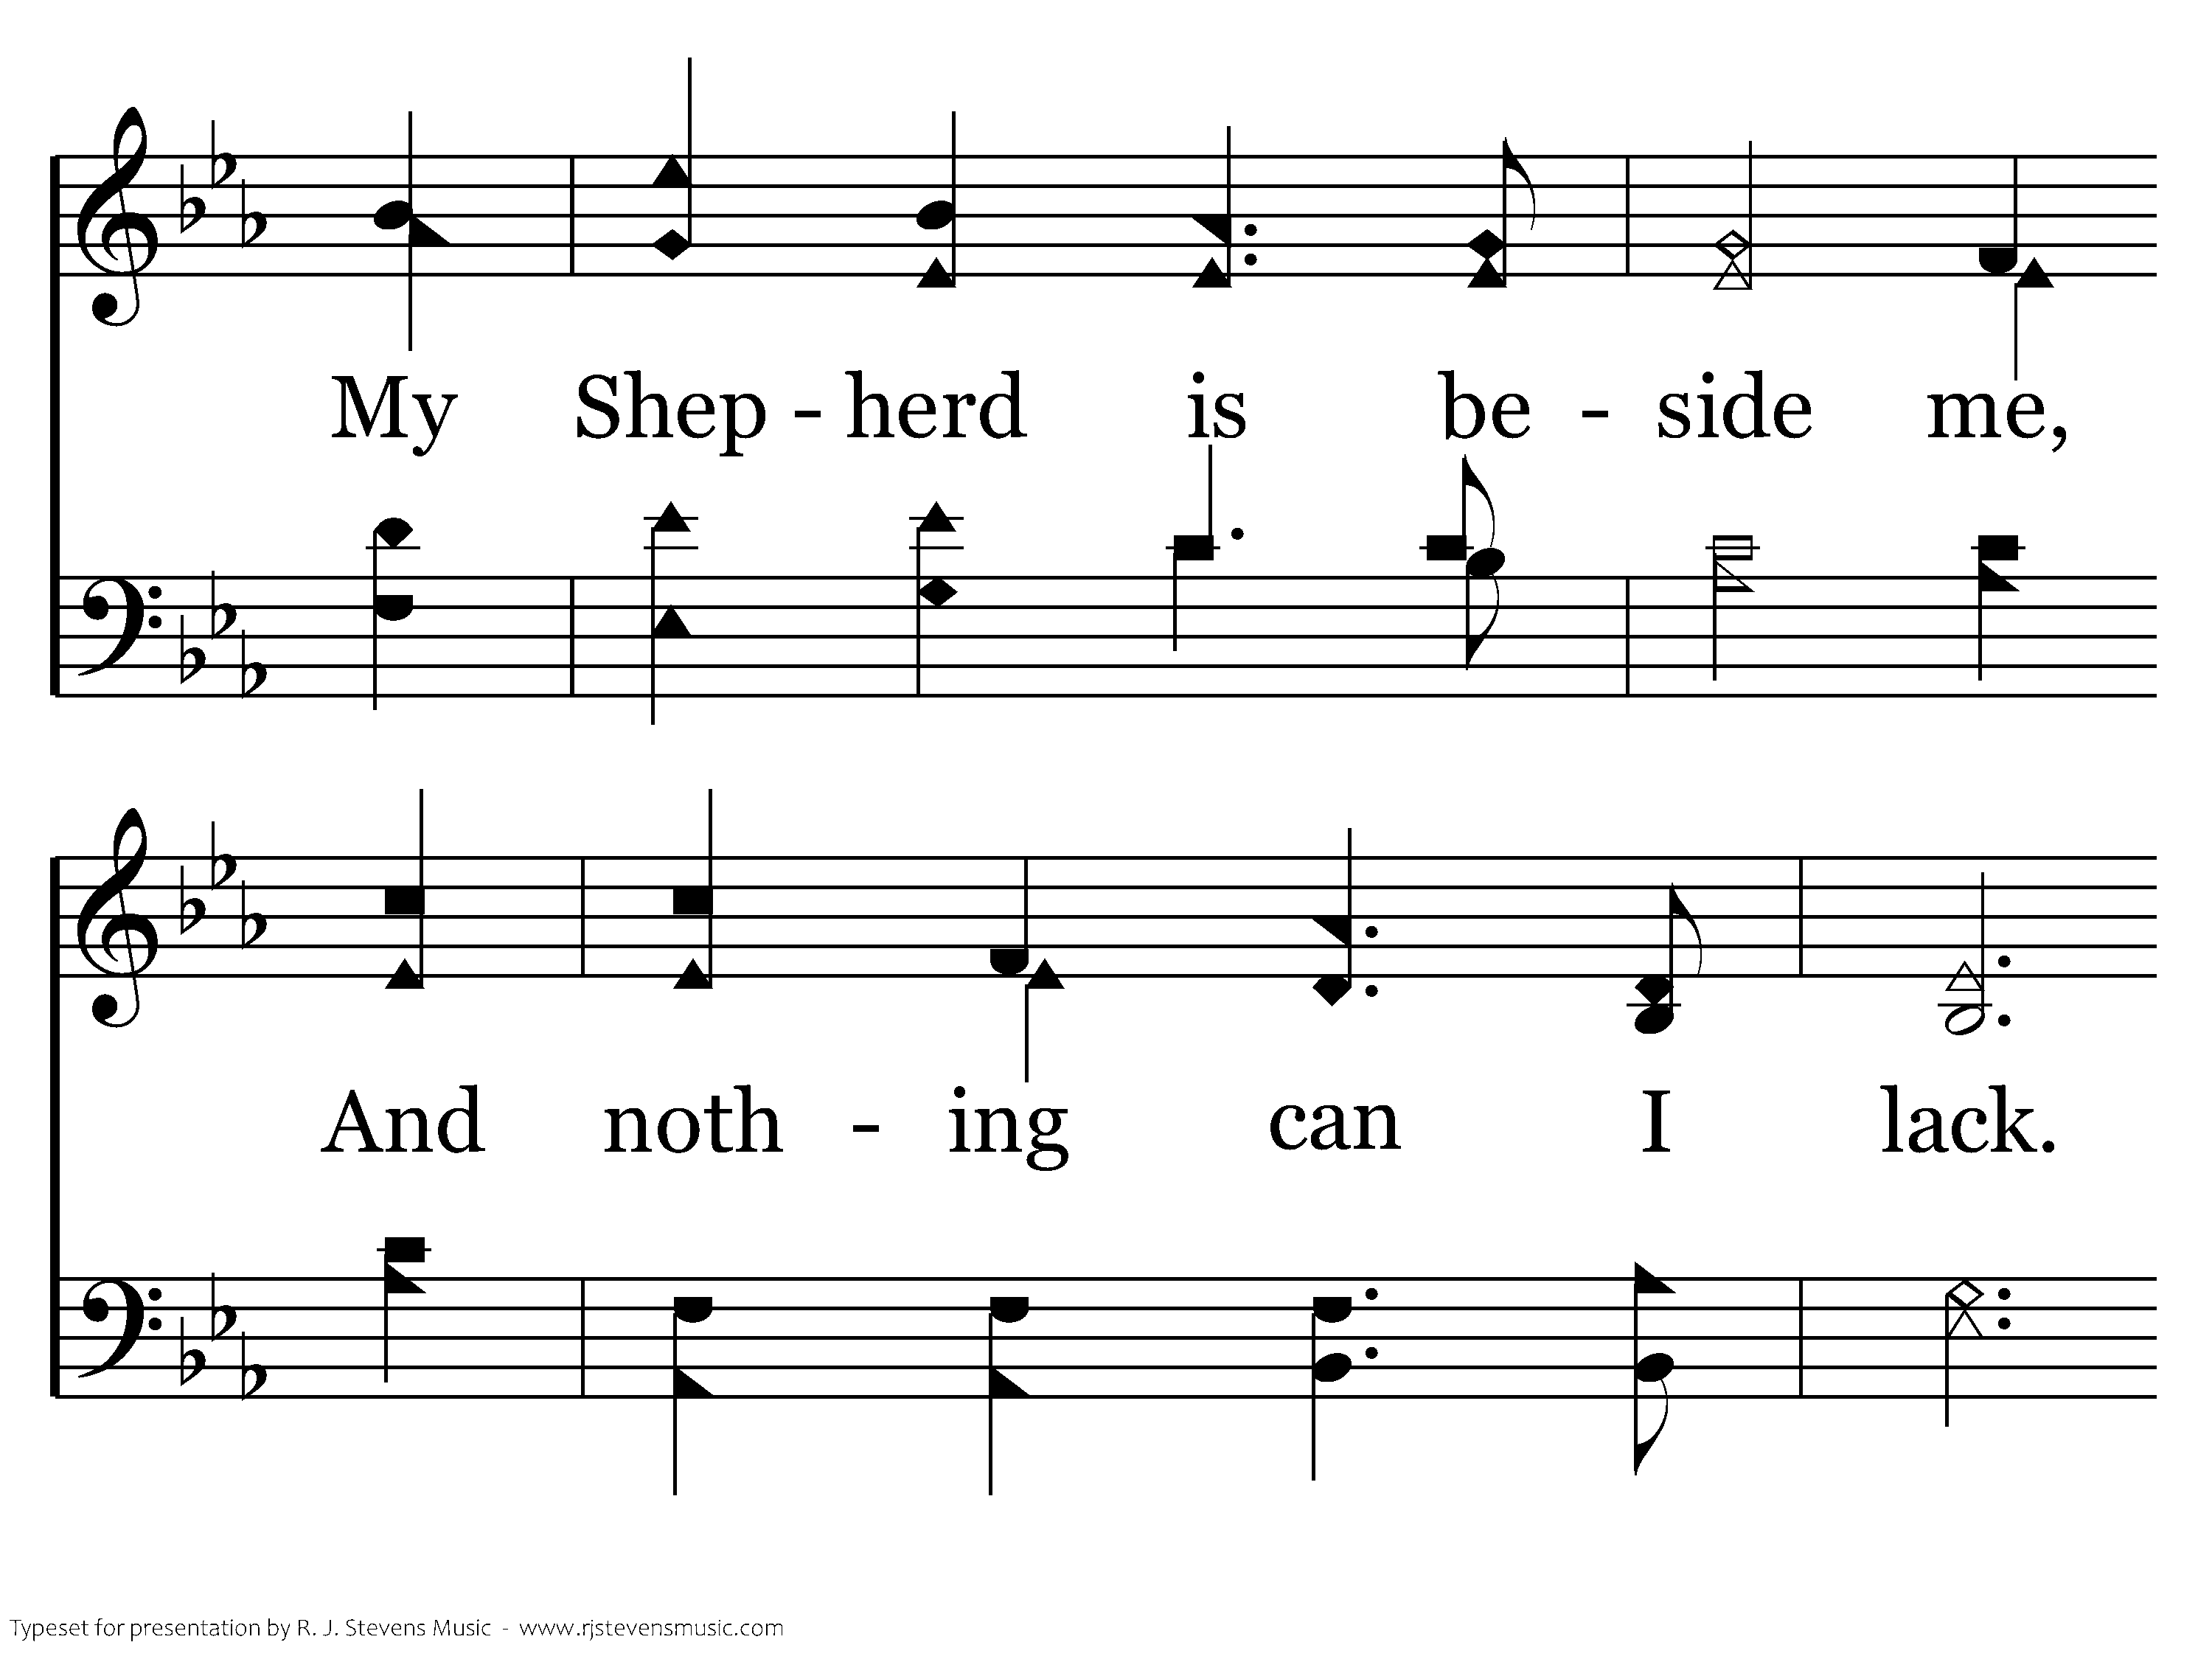 My Shep - herd is be - side me,
And noth - ing can I lack.
Typeset for presentation by R. J. Stevens Music - www.rjstevensmusic.com